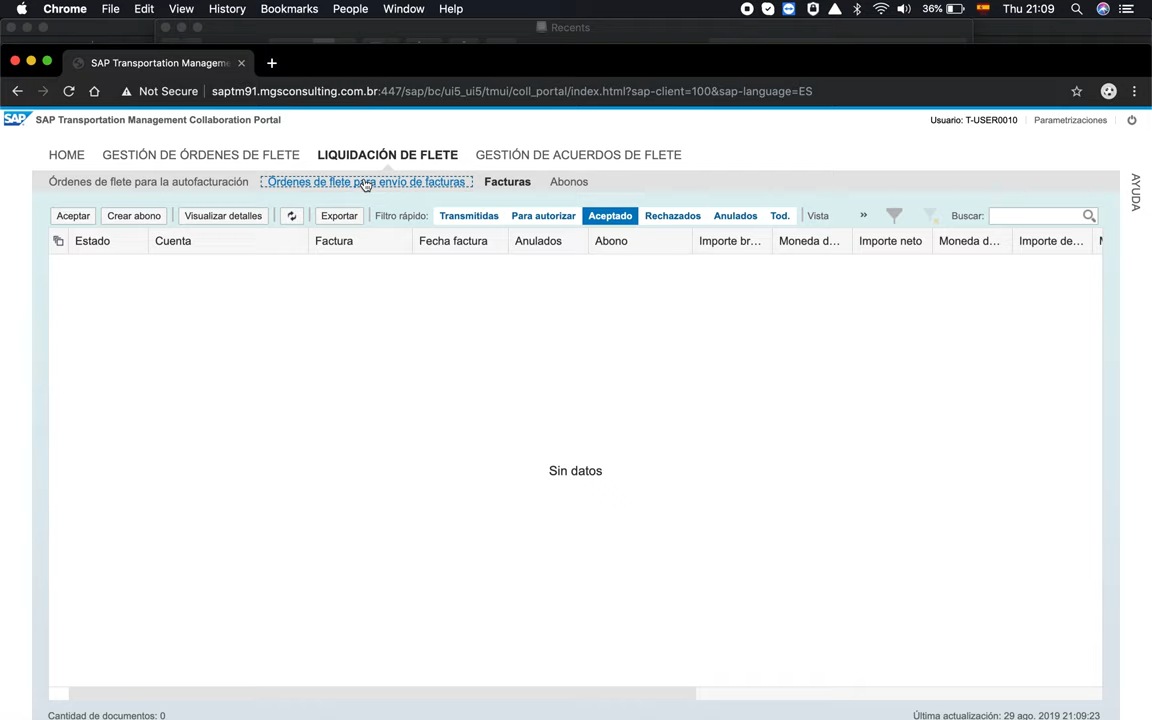 Chrome File Edit View History Bookmarks People Window Help 36% Thu 21:09
Recents
SAP Transportation Manageme
Not Secure saptm91.mgsconsulting.com.br:447/sap/bc/ui5_ui5/tmui/coll_portal/index.html?sap-client=100&sap-language=ES
SAP SAP Transportation Management Collaboration Portal Usuario: T-USER0010 Parametrizaciones
HOME GESTIÓN DE ÓRDENES DE FLETE LIQUIDACIÓN DE FLETE GESTIÓN DE ACUERDOS DE FLETE
Órdenes de flete para la autofacturación Órdenes de flete para envío de facturas Facturas Abonos
AYUDA
Aceptar Crear abono Visualizar detalles Exportar Filtro rápido: Transmitidas Para autorizar Aceptado Rechazados Anulados Tod. Vista » Buscar:
Estado Cuenta Factura Fecha factura Anulados Abono Importe br... Moneda d... Importe neto Moneda d... Importe de...
Sin datos
Cantidad de documentos: 0 Última actualización: 29 ago. 2019 21:09:23